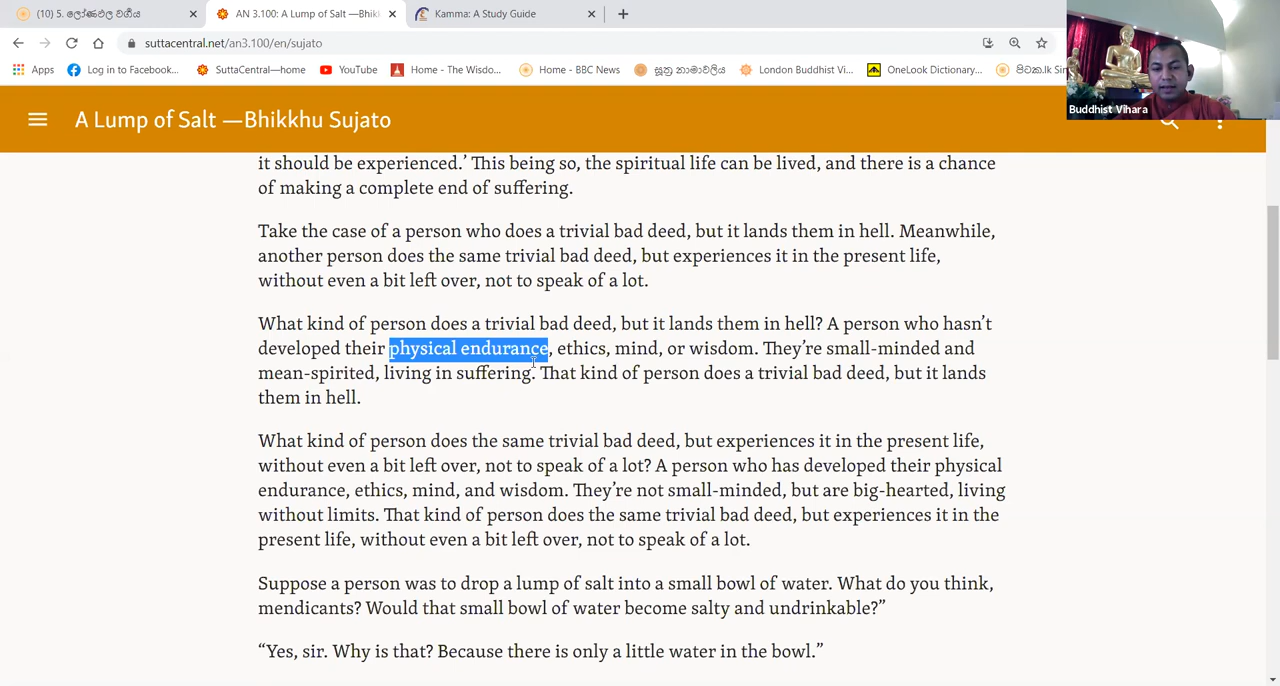 (10) 5. ලෝණඵල වර්ගය
AN 3.100: A Lump of Salt —Bhikk
Kamma: A Study Guide
suttacentral.net/an3.100/en/sujato
Apps
Log in to Facebook...
SuttaCentral—home
YouTube
Home - The Wisdo...
Home - BBC News
සූත්‍ර නාමාවලිය
London Buddhist Vi...
OneLook Dictionary...
පිටක.lk Sir
Buddhist Vihara
A Lump of Salt —Bhikkhu Sujato
it should be experienced.’ This being so, the spiritual life can be lived, and there is a chance
of making a complete end of suffering.
Take the case of a person who does a trivial bad deed, but it lands them in hell. Meanwhile,
another person does the same trivial bad deed, but experiences it in the present life,
without even a bit left over, not to speak of a lot.
What kind of person does a trivial bad deed, but it lands them in hell? A person who hasn’t
developed their physical endurance, ethics, mind, or wisdom. They’re small-minded and
mean-spirited, living in suffering. That kind of person does a trivial bad deed, but it lands
them in hell.
What kind of person does the same trivial bad deed, but experiences it in the present life,
without even a bit left over, not to speak of a lot? A person who has developed their physical
endurance, ethics, mind, and wisdom. They’re not small-minded, but are big-hearted, living
without limits. That kind of person does the same trivial bad deed, but experiences it in the
present life, without even a bit left over, not to speak of a lot.
Suppose a person was to drop a lump of salt into a small bowl of water. What do you think,
mendicants? Would that small bowl of water become salty and undrinkable?”
“Yes, sir. Why is that? Because there is only a little water in the bowl.”